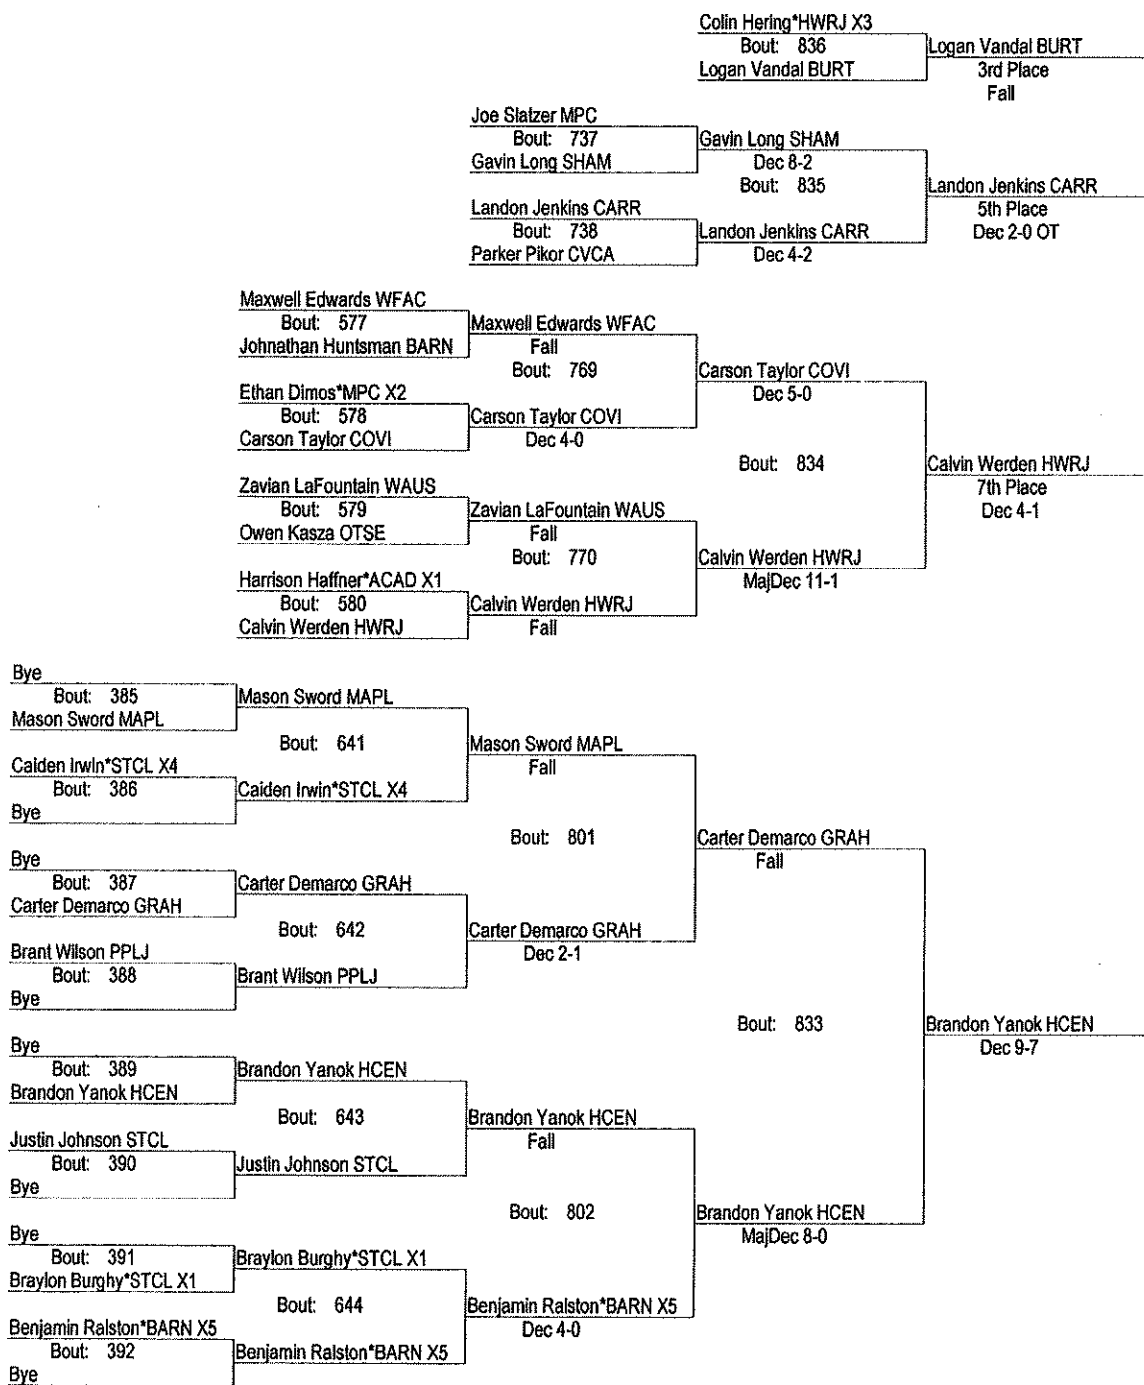 Colin Hering*HWRJ X3
Bout: 836
Logan Vandal BURT
Logan Vandal BURT
3rd Place
Fall
Joe Slatzer MPC
Bout: 737
Gavin Long SHAM
Gavin Long SHAM
Dec 8-2
Bout: 835
Landon Jenkins CARR
5th Place
Dec 2-0 OT
Landon Jenkins CARR
Bout: 738
Parker Pikor CVCA
Landon Jenkins CARR
Dec 4-2
Maxwell Edwards WFAC
Bout: 577
Johnathan Huntsman BARN
Maxwell Edwards WFAC
Fall
Bout: 769
Carson Taylor COVI
Dec 5-0
Ethan Dimos*MPC X2
Bout: 578
Carson Taylor COVI
Carson Taylor COVI
Dec 4-0
Bout: 834
Calvin Werden HWRJ
7th Place
Dec 4-1
Zavian LaFountain WAUS
Bout: 579
Owen Kasza OTSE
Zavian LaFountain WAUS
Fall
Bout: 770
Calvin Werden HWRJ
MajDec 11-1
Harrison Haffner*ACAD X1
Bout: 580
Calvin Werden HWRJ
Calvin Werden HWRJ
Fall
Bye
Bout: 385
Mason Sword MAPL
Mason Sword MAPL
Bout: 641
Mason Sword MAPL
Fall
Caiden Irwin*STCL X4
Bout: 386
Bye
Caiden Irwin*STCL X4
Bout: 801
Carter Demarco GRAH
Fall
Bye
Bout: 387
Carter Demarco GRAH
Carter Demarco GRAH
Bout: 642
Carter Demarco GRAH
Dec 2-1
Brant Wilson PPLJ
Bout: 388
Bye
Brant Wilson PPLJ
Bout: 833
Brandon Yanok HCEN
Dec 9-7
Bye
Bout: 389
Brandon Yanok HCEN
Brandon Yanok HCEN
Bout: 643
Brandon Yanok HCEN
Fall
Justin Johnson STCL
Bout: 390
Bye
Justin Johnson STCL
Bout: 802
Brandon Yanok HCEN
MajDec 8-0
Bye
Bout: 391
Braylon Burghy*STCL X1
Braylon Burghy*STCL X1
Bout: 644
Benjamin Ralston*BARN X5
Dec 4-0
Benjamin Ralston*BARN X5
Bout: 392
Bye
Benjamin Ralston*BARN X5